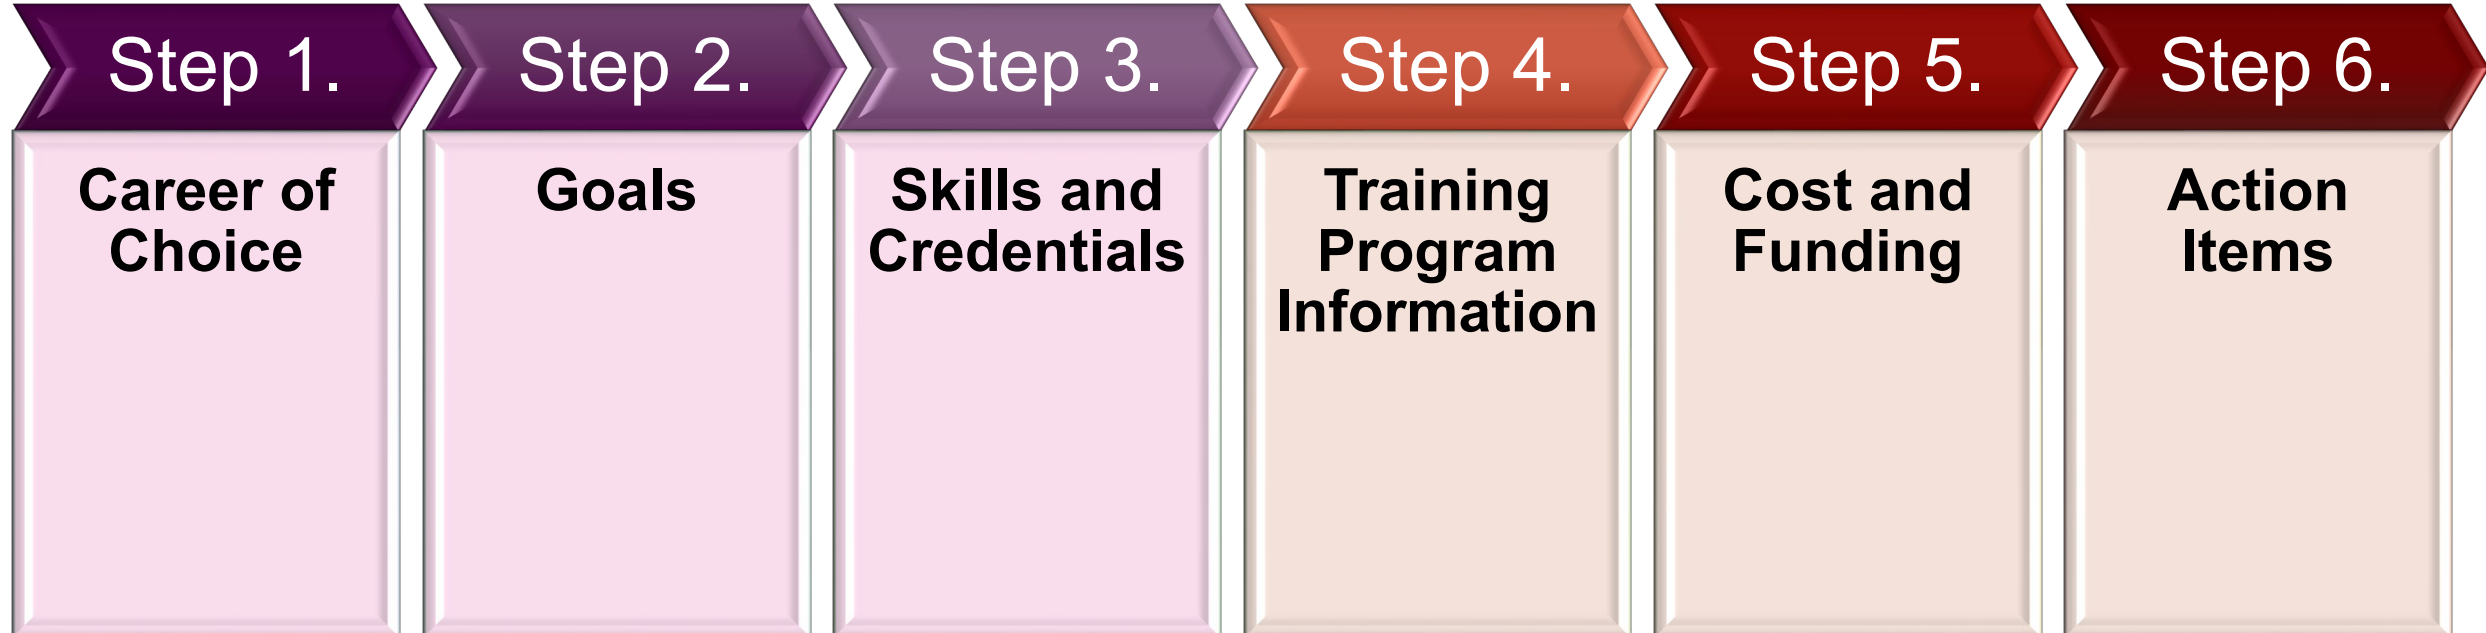 Step 1.
Career of
Choice
Step 2.
Goals
Step 3.
Skills and
Credentials
Step 4.
Training
Program
Information
Step 5.
Cost and
Funding
Step 6.
Action
Items